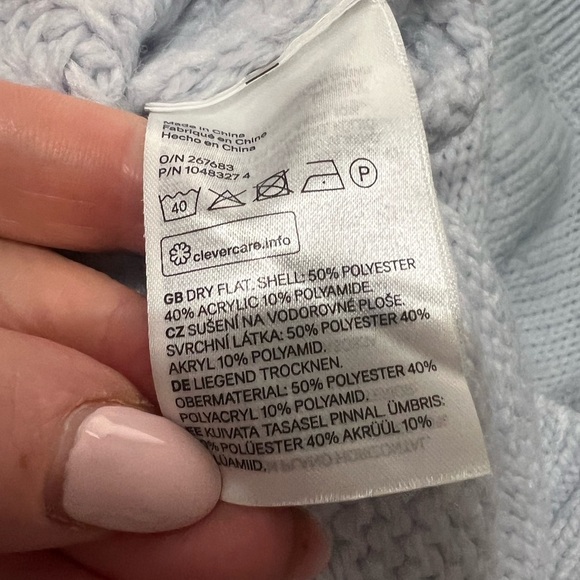 Made in China
Fabriqué en Chine
Hecho en China
O/N 267683
P/N 1048327 4
40
P
clevercare.info
GB DRY FLAT. SHELL: 50% POLYESTER
40% ACRYLIC 10% POLYAMIDE.
CZ SUŠENÍ NA VODOROVNÉ PLOŠE.
SVRCHNÍ LÁTKA: 50% POLYESTER 40%
AKRYL 10% POLYAMID.
DE LIEGEND TROCKNEN.
OBERMATERIAL: 50% POLYESTER 40%
POLYACRYL 10% POLYAMID.
EE KUIVATA TASASEL PINNAL. ÜMBRIS:
POLÜESTER 40% AKRÜÜL 10%